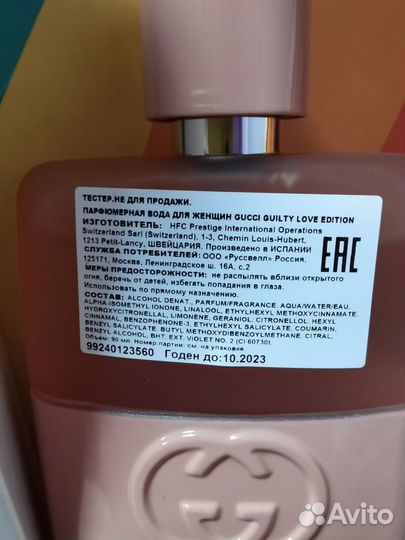 ТЕСТЕР.НЕ ДЛЯ ПРОДАЖИ.
ПАРФЮМЕРНАЯ ВОДА ДЛЯ ЖЕНЩИН GUCCI GUILTY LOVE EDITION
ИЗГОТОВИТЕЛЬ: HFC Prestige International Operations
Switzerland Sarl (Switzerland), 1-3, Chemin Louis-Hubert,
1213 Petit-Lancy, ШВЕЙЦАРИЯ. Произведено в ИСПАНИИ
СЛУЖБА ПОТРЕБИТЕЛЕЙ: ООО «Руссвелл» Россия,
125171, Москва, Ленинградское ш. 16А, с.2
МЕРЫ ПРЕДОСТОРОЖНОСТИ: не распылять вблизи открытого
огня, беречь от детей, избегать попадания в глаза.
Использовать по прямому назначению.
СОСТАВ: ALCOHOL DENAT., PARFUM/FRAGRANCE, AQUA/WATER/EAU,
ALPHA-ISOMETHYL IONONE, LINALOOL, ETHYLHEXYL METHOXYCINNAMATE,
HYDROXYCITRONELLAL, LIMONENE, GERANIOL, CITRONELLOL, HEXYL
CINNAMAL, BENZOPHENONE-3, ETHYLHEXYL SALICYLATE, COUMARIN,
BENZYL SALICYLATE, BUTYL METHOXYDIBENZOYLMETHANE, CITRAL,
BENZYL ALCOHOL, BHT, EXT. VIOLET NO. 2 (CI 60730)
Объём: 90 мл. Номер партии: см. на упаковке.
99240123560 Годен до:10.2023
EAC
Avito